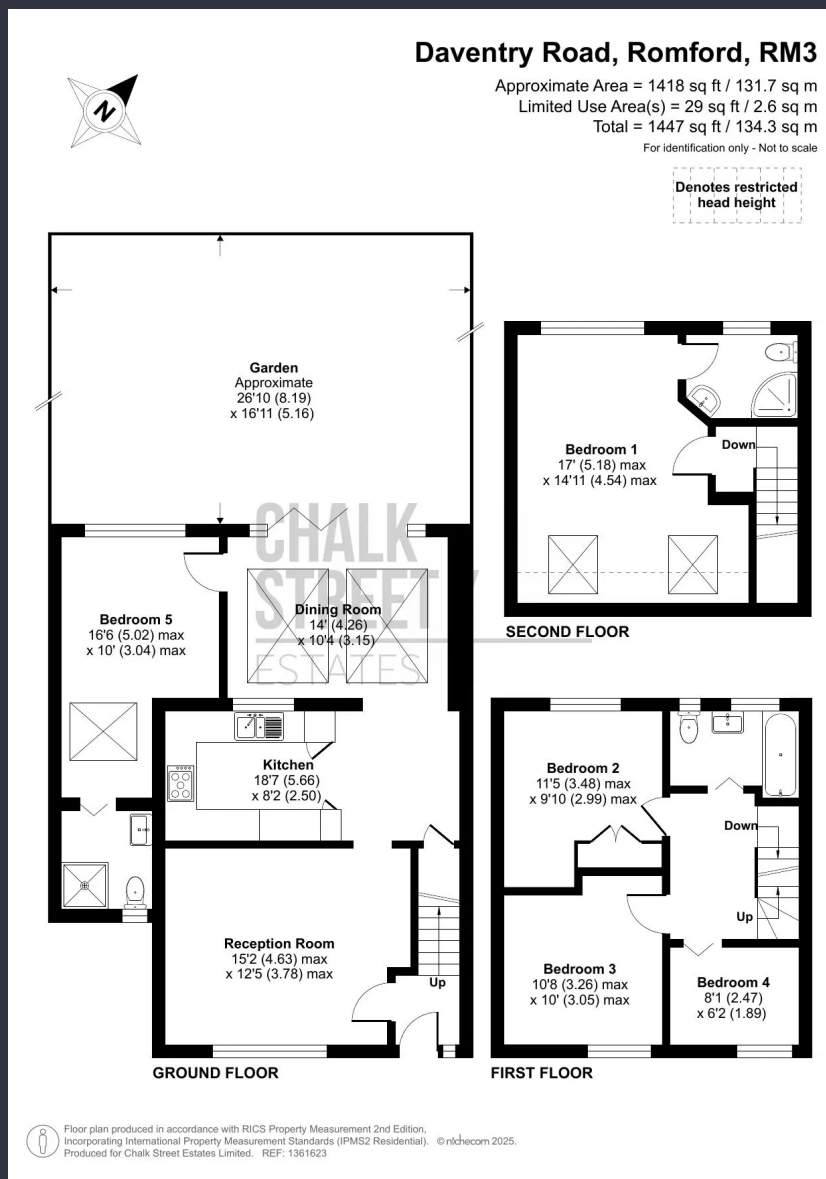 Daventry Road, Romford, RM3
Approximate Area = 1418 sq ft / 131.7 sq m
Limited Use Area(s) = 29 sq ft / 2.6 sq m
Total = 1447 sq ft / 134.3 sq m
For identification only - Not to scale
N
Denotes restricted
head height
Garden
Approximate
26'10 (8.19)
x 16'11 (5.16)
Bedroom 1
17' (5.18) max
x 14'11 (4.54) max
Down
SECOND FLOOR
CHALK
STREET
ESTATES
Bedroom 5
16'6 (5.02) max
x 10' (3.04) max
Dining Room
14' (4.26)
x 10'4 (3.15)
Kitchen
18'7 (5.66)
x 8'2 (2.50)
Reception Room
15'2 (4.63) max
x 12'5 (3.78) max
Up
GROUND FLOOR
Bedroom 2
11'5 (3.48) max
x 9'10 (2.99) max
Down
Up
Bedroom 3
10'8 (3.26) max
x 10' (3.05) max
Bedroom 4
8'1 (2.47)
x 6'2 (1.89)
FIRST FLOOR
Floor plan produced in accordance with RICS Property Measurement 2nd Edition,
Incorporating International Property Measurement Standards (IPMS2 Residential). © nichecom 2025.
Produced for Chalk Street Estates Limited. REF: 1361623